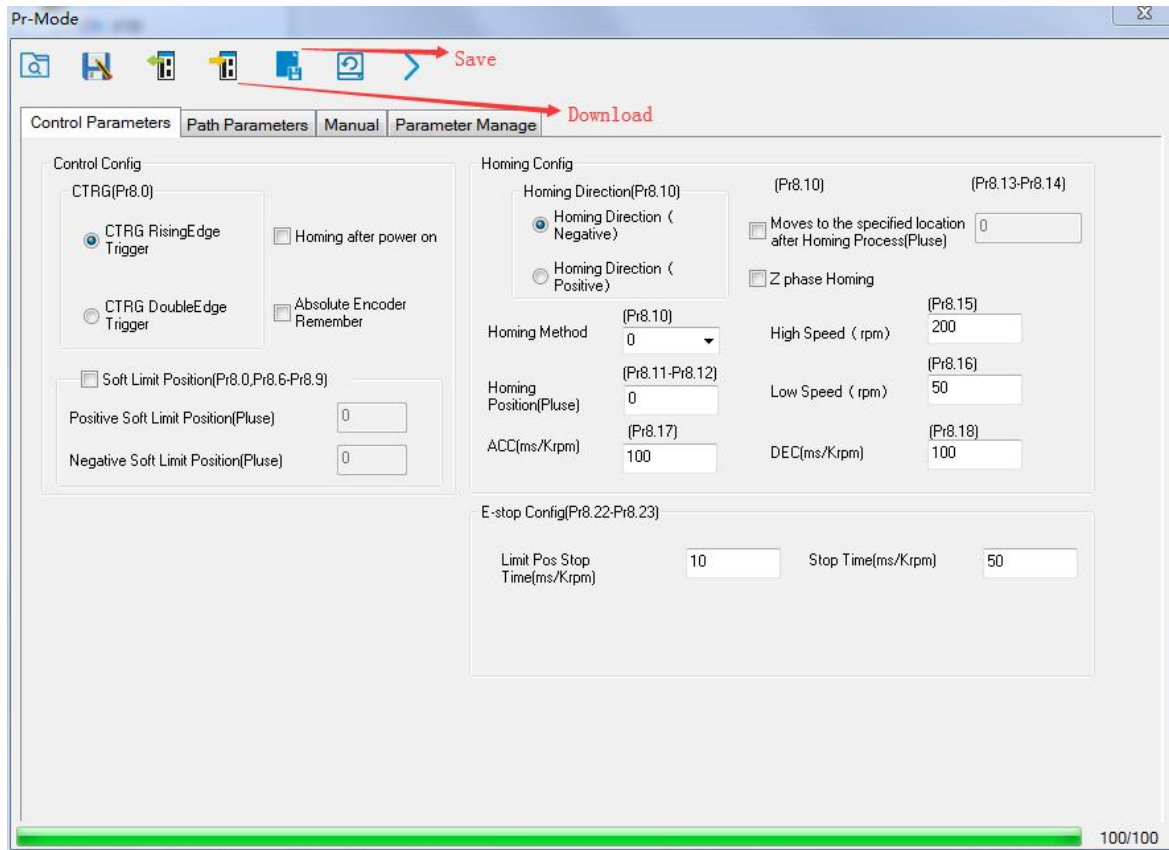 Pr-Mode
Save
Download
Control Parameters
Path Parameters
Manual
Parameter Manage
Control Config
CTRG(Pr8.0)
CTRG RisingEdge
Trigger
Homing after power on
CTRG DoubleEdge
Trigger
Absolute Encoder
Remember
Soft Limit Position(Pr8.0,Pr8.6-Pr8.9)
Positive Soft Limit Position(Pluse)
0
Negative Soft Limit Position(Pluse)
0
Homing Config
Homing Direction(Pr8.10)
Homing Direction (
Negative)
Homing Direction (
Positive)
(Pr8.10)
(Pr8.13-Pr8.14)
Moves to the specified location
after Homing Process(Pluse)
0
Z phase Homing
Homing Method
(Pr8.10)
0
High Speed (rpm)
(Pr8.15)
200
Homing
Position(Pluse)
(Pr8.11-Pr8.12)
0
Low Speed (rpm)
(Pr8.16)
50
ACC(ms/Krpm)
(Pr8.17)
100
DEC(ms/Krpm)
(Pr8.18)
100
E-stop Config(Pr8.22-Pr8.23)
Limit Pos Stop
Time(ms/Krpm)
10
Stop Time(ms/Krpm)
50
100/100